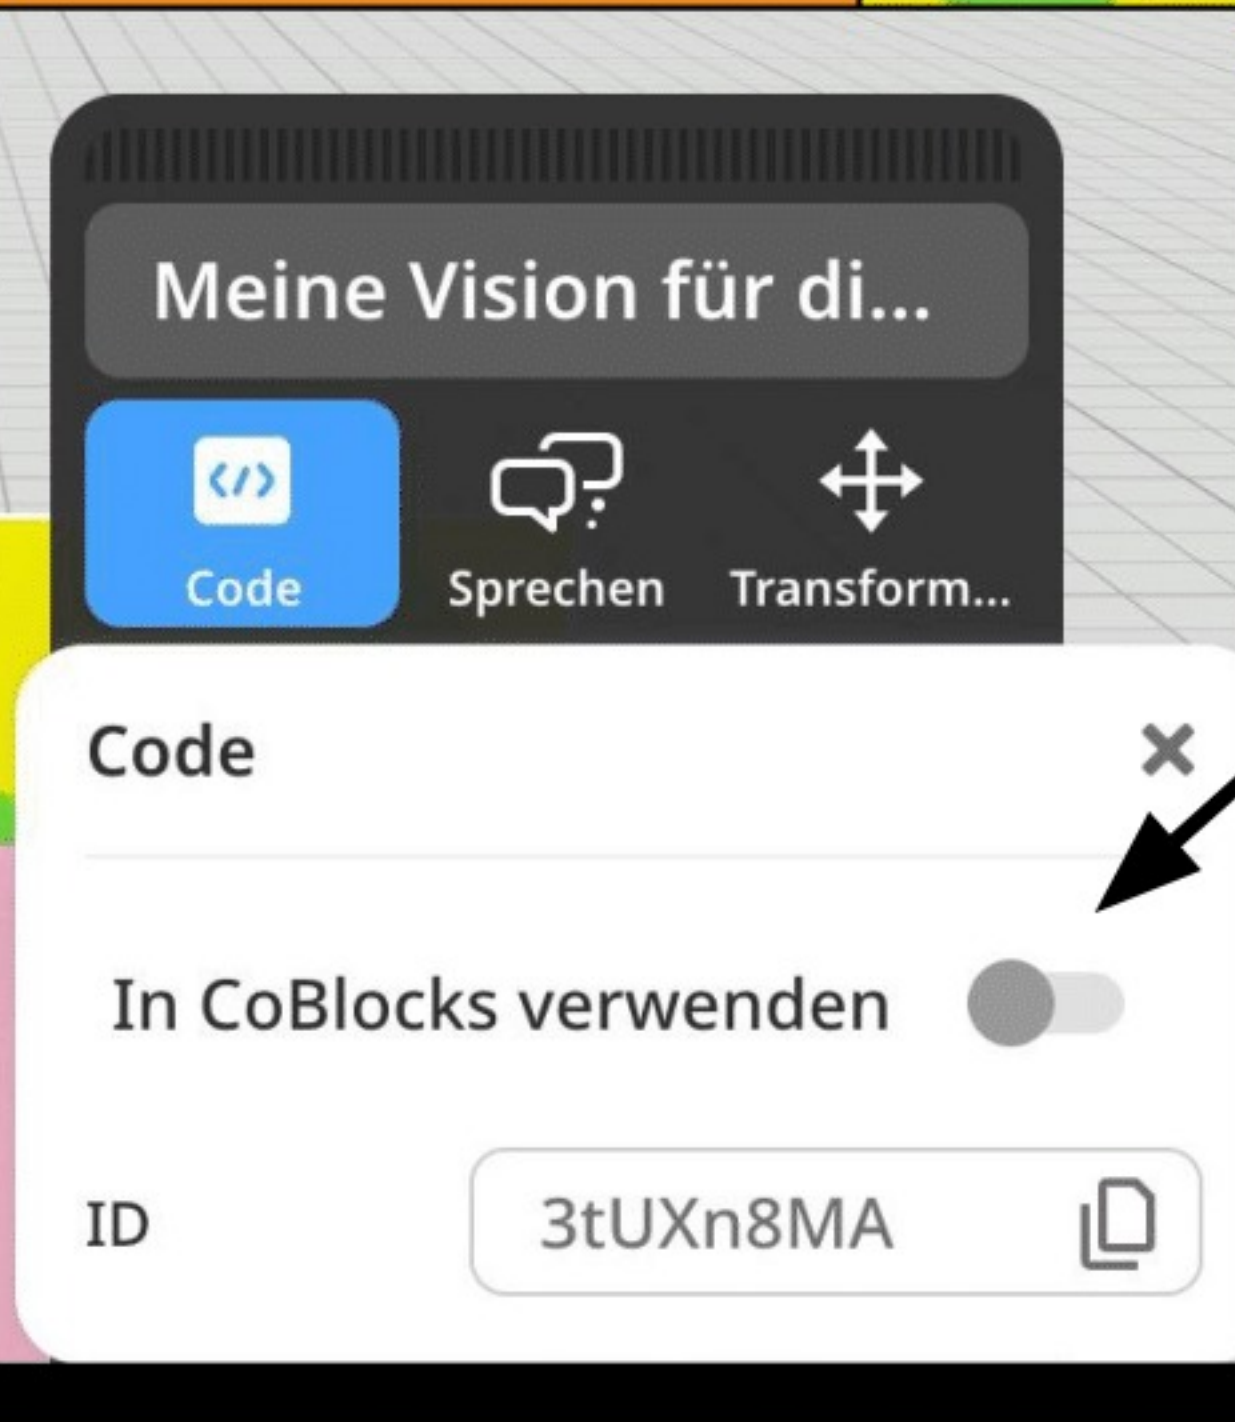 Meine Vision für di...
Code
Sprechen
Transform...
Code
In CoBlocks verwenden
ID
3tUXn8MA